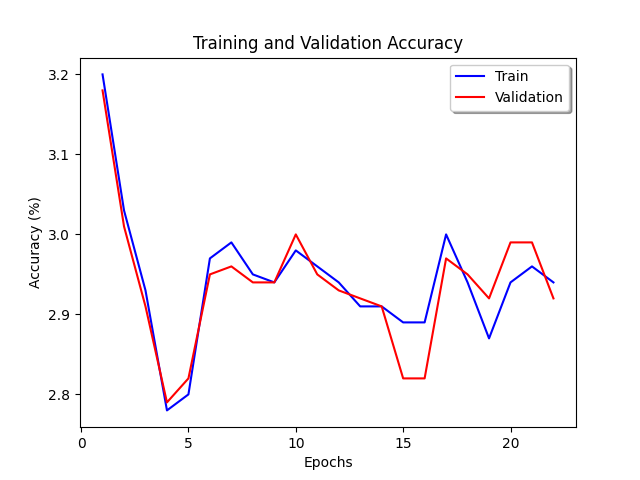 Training and Validation Accuracy
Train
Validation
Accuracy (%)
3.2
3.1
3.0
2.9
2.8
0 5 10 15 20
Epochs